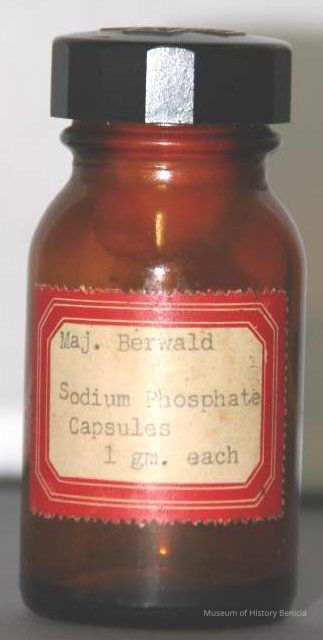 Maj. Berwald
Sodium Phosphate
Capsules
1 gm. each
Museum of History Benicia